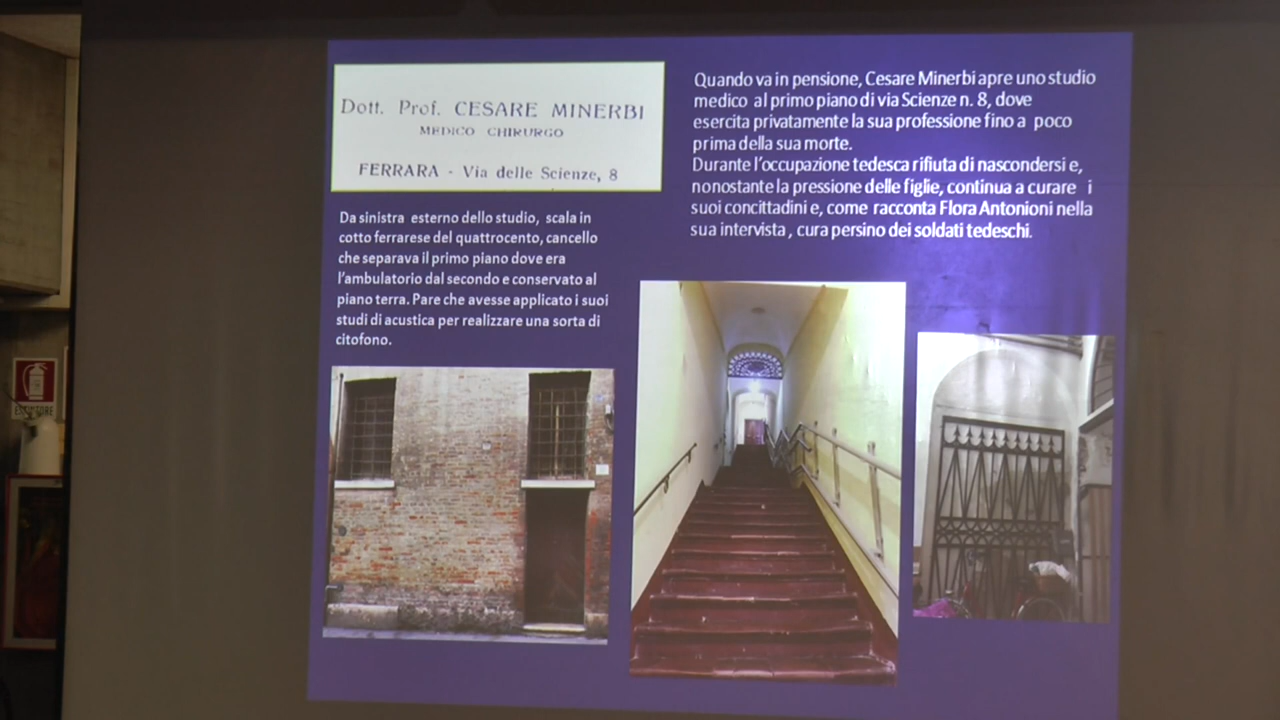 Dott. Prof. CESARE MINERBI
MEDICO CHIRURGO
FERRARA - Via delle Scienze, 8
Da sinistra esterno dello studio, scala in
cotto ferrarese del quattrocento, cancello
che separava il primo piano dove era
l'ambulatorio dal secondo e conservato al
piano terra. Pare che avesse applicato i suoi
studi di acustica per realizzare una sorta di
citofono.
Quando va in pensione, Cesare Minerbi apre uno studio
medico al primo piano di via Scienze n. 8, dove
esercita privatamente la sua professione fino a poco
prima della sua morte.
Durante l'occupazione tedesca rifiuta di nascondersi e,
nonostante la pressione delle figlie, continua a curare i
suoi concittadini e, come racconta Flora Antonioni nella
sua intervista, cura persino dei soldati tedeschi.
ESTINTORE